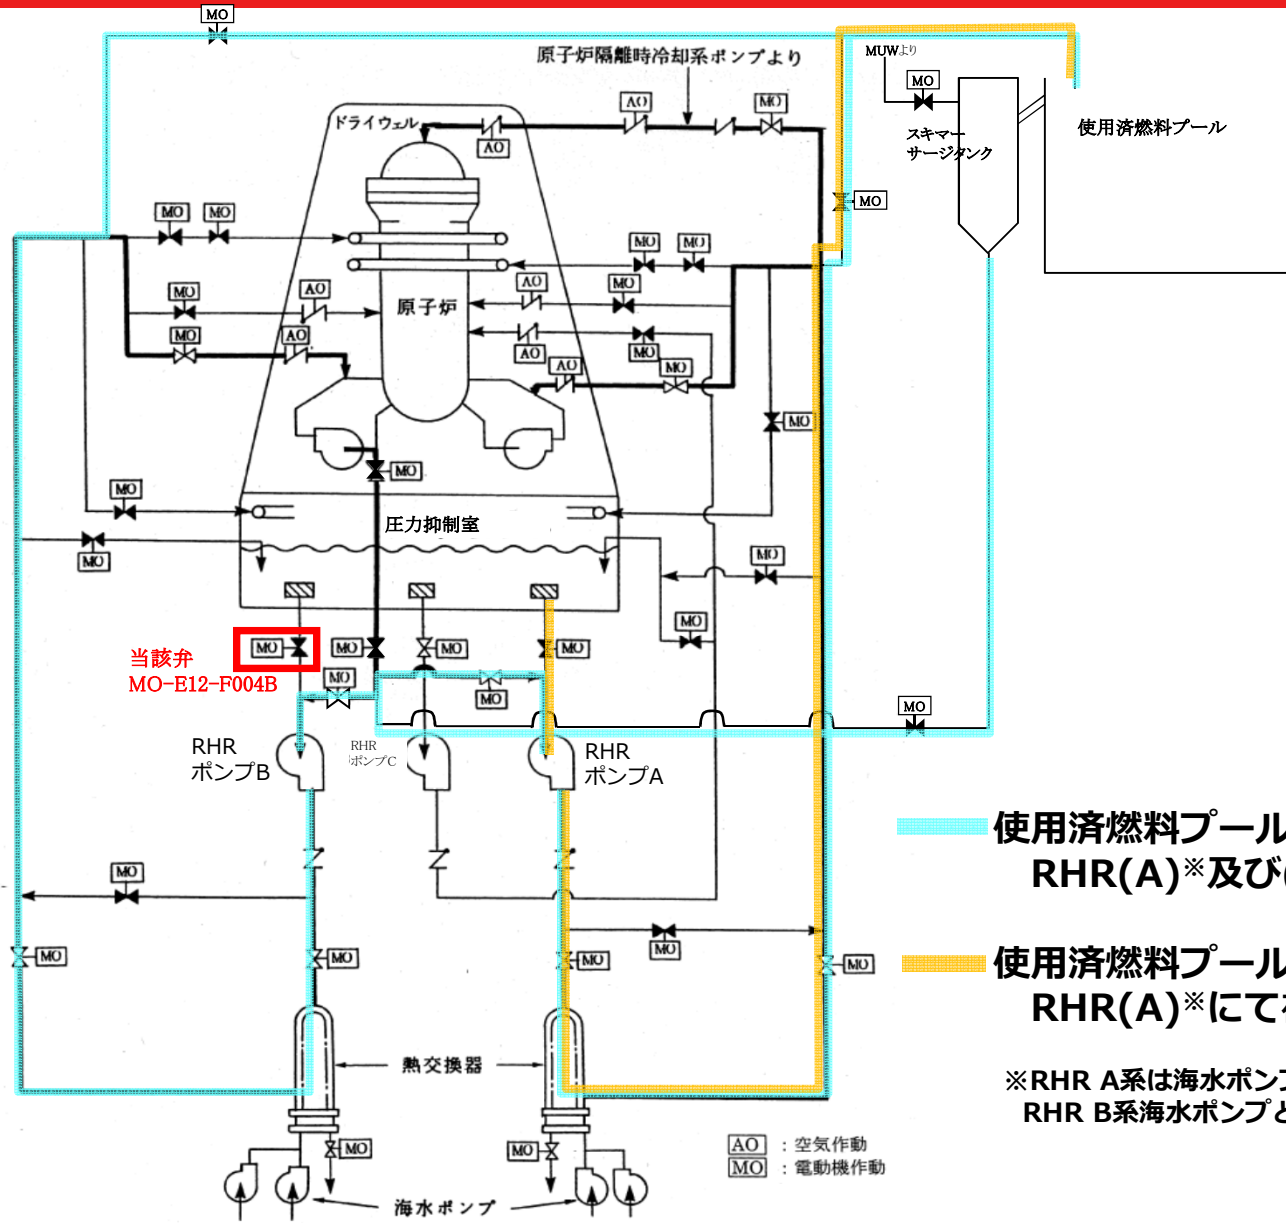 MO
原子炉隔離時冷却系ポンプより
MUWより
MO
AO
MO
ドライウェル
AO
スキマー
サージタンク
使用済燃料プール
MO
MO
MO
MO
MO
MO
AO
AO
MO
原子炉
MO
AO
AO
MO
AO
MO
MO
MO
MO
MO
圧力抑制室
MO
MO
MO
MO
MO
MO
MO
当該弁
MO-E12-F004B
MO
MO
MO
RHR
ポンプB
RHR
ポンプC
RHR
ポンプA
使用済燃料プール
RHR(A)※及び
MO
MO
MO
MO
MO
MO
MO
使用済燃料プール
RHR(A)※にて
熱交換器
※RHR A系は海水ポンプ
RHR B系海水ポンプと
MO
MO
AO : 空気作動
MO : 電動機作動
海水ポンプ